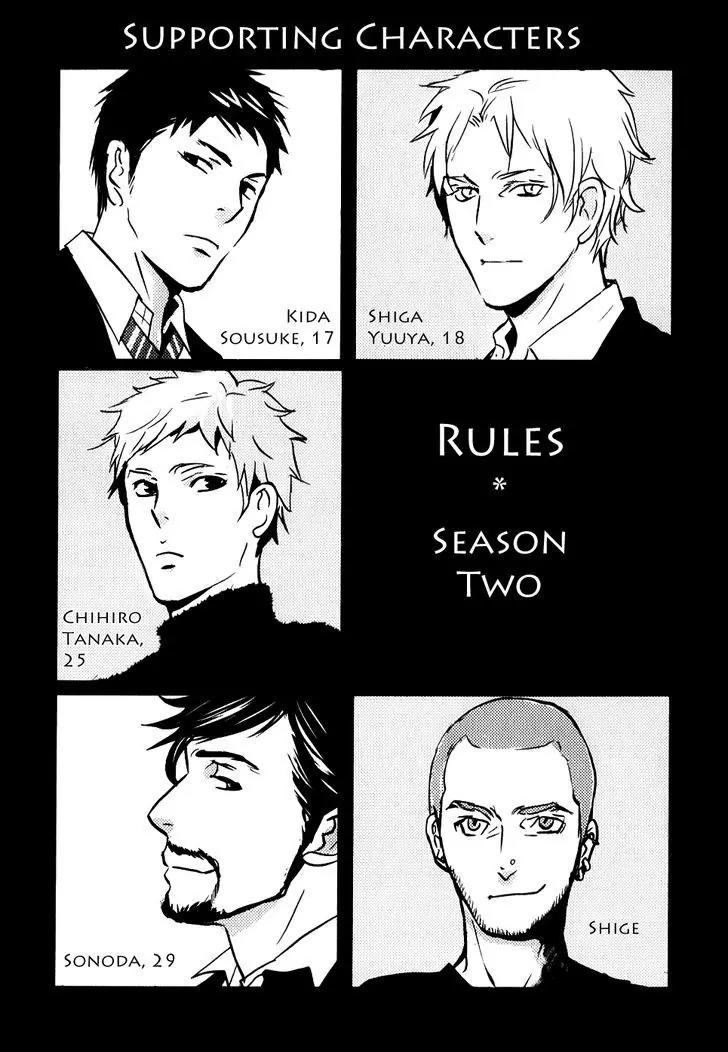 Supporting Characters
Kida
Sousuke, 17
Shiga
Yuuya, 18
Rules
*
Season
Two
Chihiro
Tanaka,
25
Sonoda, 29
Shige